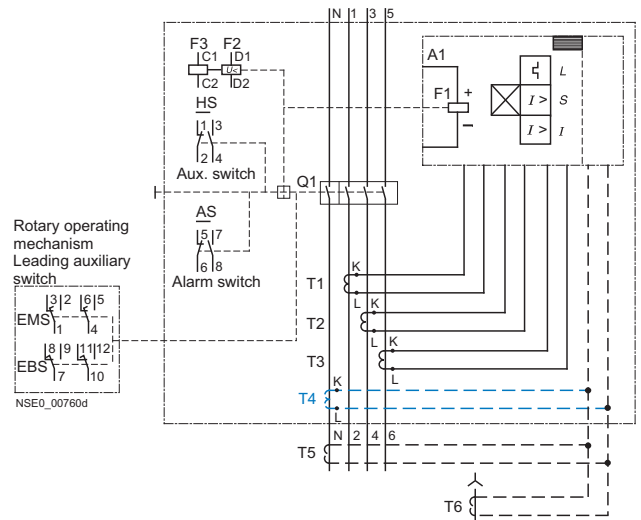 N 1 3 5
F3 F2
C1 D1
U<
C2 D2
A1
F1 +
−
L
I > S
I > I
HS
1 3
2 4
Aux. switch
Q1
AS
5 7
6 8
Alarm switch
Rotary operating
mechanism
Leading auxiliary
switch
3 2 6 5
EMS
1 4
8 9 11 12
EBS
7 10
NSE0_00760d
K
T1
L K
T2
L K
T3
L
K
T4
L
N 2 4 6
T5
T6